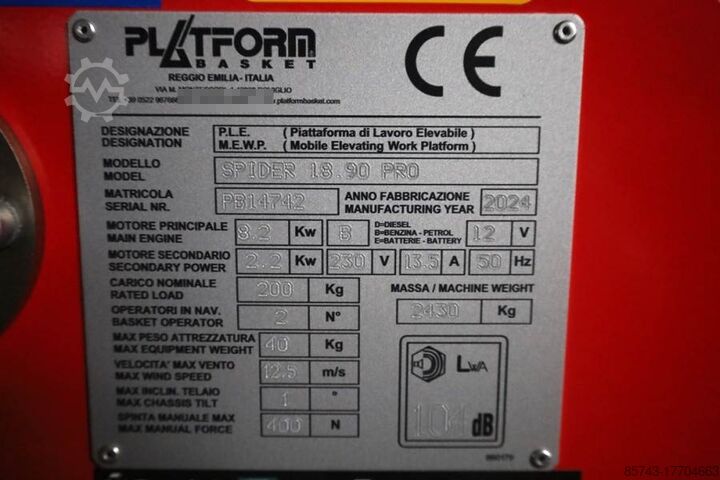 PLATFORM
BASKET
CE
REGGIO EMILIA - ITALIA
VIA M.
TEL. +39 0522
.platformbasket.com
DESIGNAZIONE P.L.E. ( Piattaforma di Lavoro Elevabile )
DESIGNATION M.E.W.P. ( Mobile Elevating Work Platform )
MODELLO
MODEL SPIDER 18.90 PRO
MATRICOLA
SERIAL NR. PB14742 ANNO FABBRICAZIONE
MANUFACTURING YEAR 2024
MOTORE PRINCIPALE
MAIN ENGINE 8.2 Kw B D=DIESEL
B=BENZINA - PETROL
E=BATTERIE - BATTERY 12 V
MOTORE SECONDARIO
SECONDARY POWER 2.2 Kw 230 V 13.5 A 50 Hz
CARICO NOMINALE
RATED LOAD 200 Kg
MASSA / MACHINE WEIGHT
2430 Kg
OPERATORI IN NAV.
BASKET OPERATOR 2 N°
MAX PESO ATTREZZATURA
MAX EQUIPMENT WEIGHT 40 Kg
VELOCITA' MAX VENTO
MAX WIND SPEED 12.5 m/s
MAX INCLIN. TELAIO
MAX CHASSIS TILT 1 °
SPINTA MANUALE MAX
MAX MANUAL FORCE 400 N
LWA
104 dB
85743-17704662